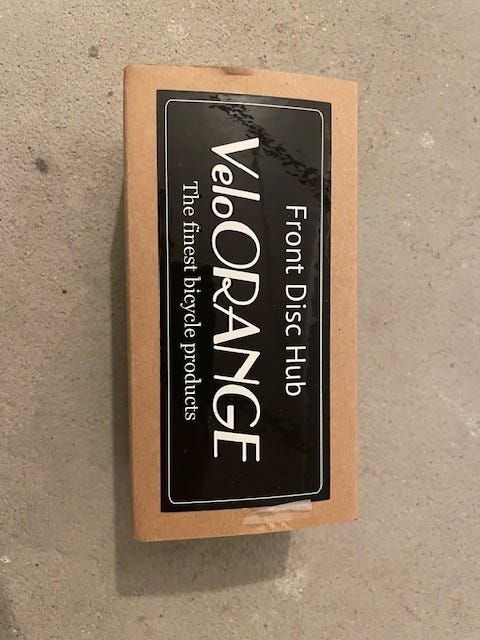 Front Disc Hub
VeloORANGE
The finest bicycle products